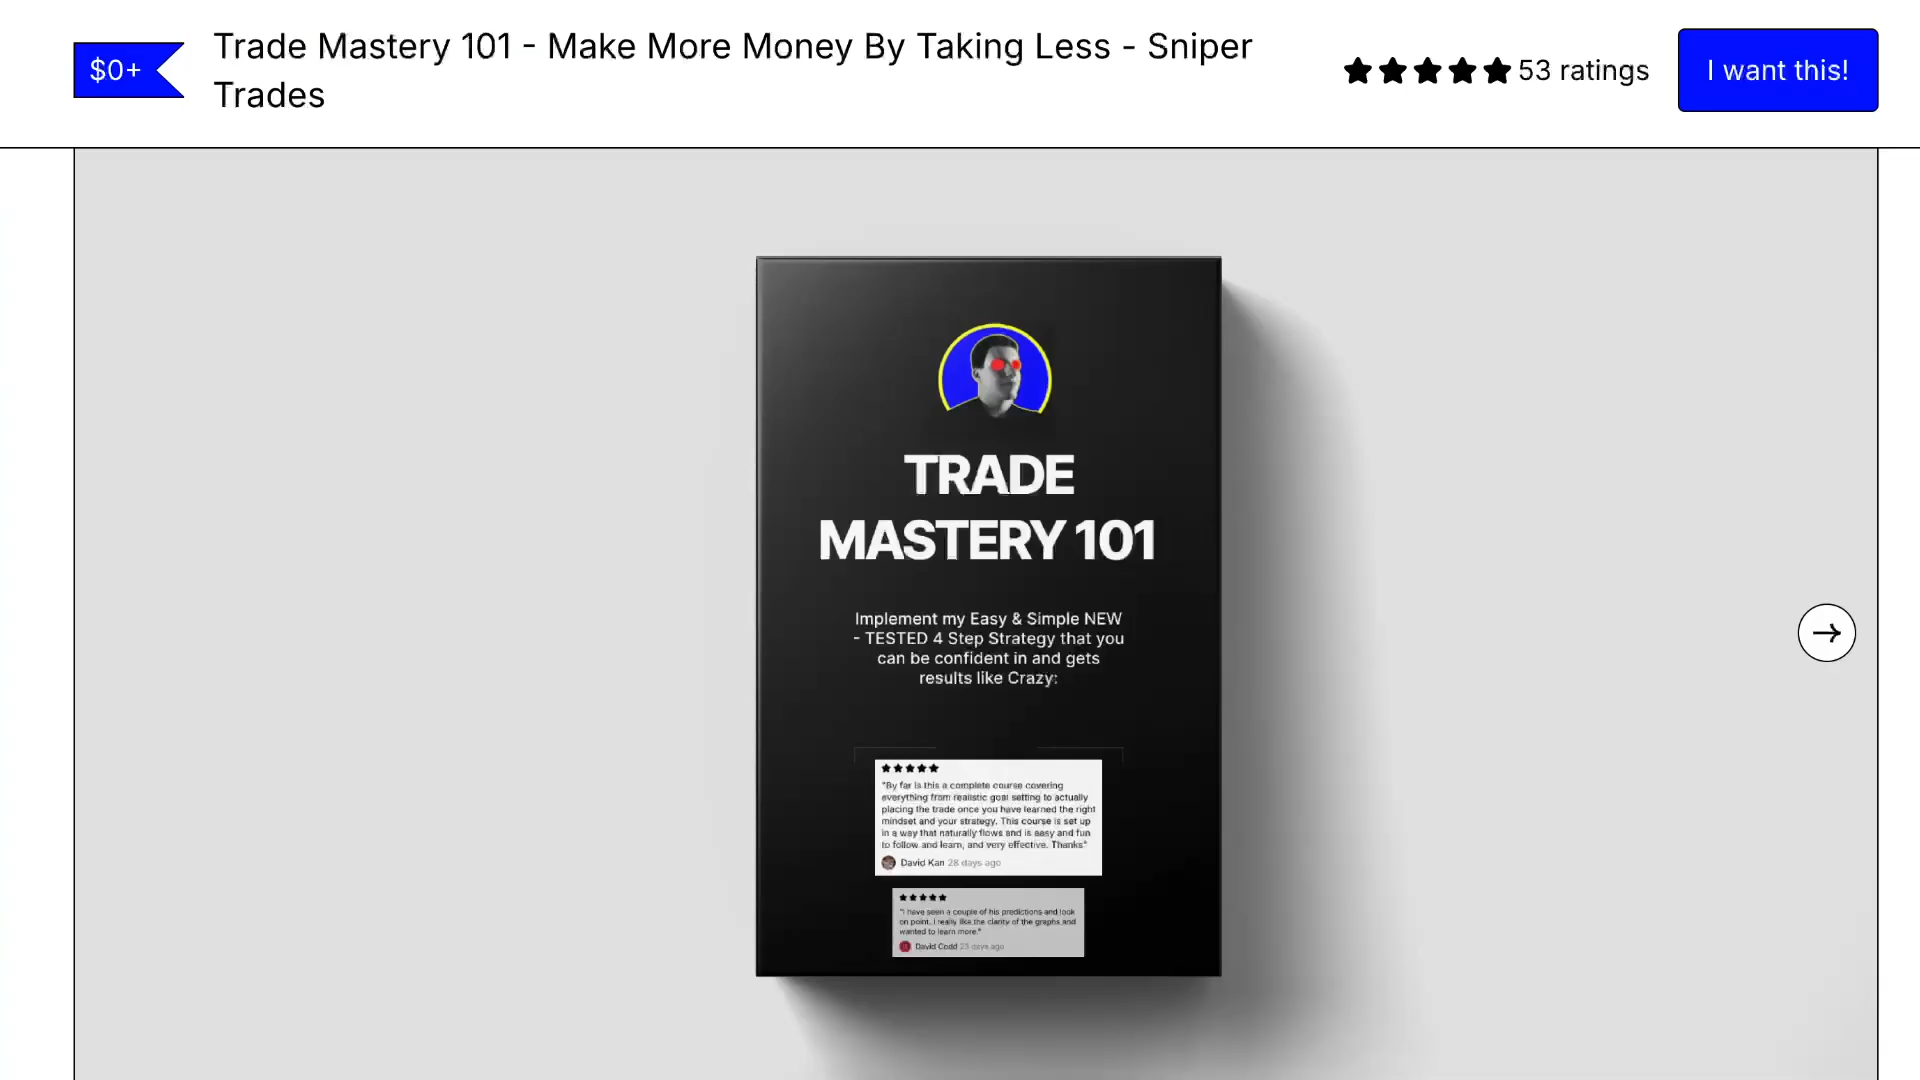 $0+
Trade Mastery 101 - Make More Money By Taking Less - Sniper
Trades
53 ratings
I want this!
TRADE
MASTERY 101
Implement my Easy & Simple NEW
- TESTED 4 Step Strategy that you
can be confident in and gets
results like Crazy:
"By far is this a complete course covering
everything from realistic goal setting to actually
placing the trade once you have learned the right
mindset and your strategy. This course is set up
in a way that naturally flows and is easy and fun
to follow and learn, and very effective. Thanks"
David Kan 28 days ago
"I have seen a couple of his predictions and look
on point. I really like the clarity of the graphs and
wanted to learn more."
David Codd 25 days ago